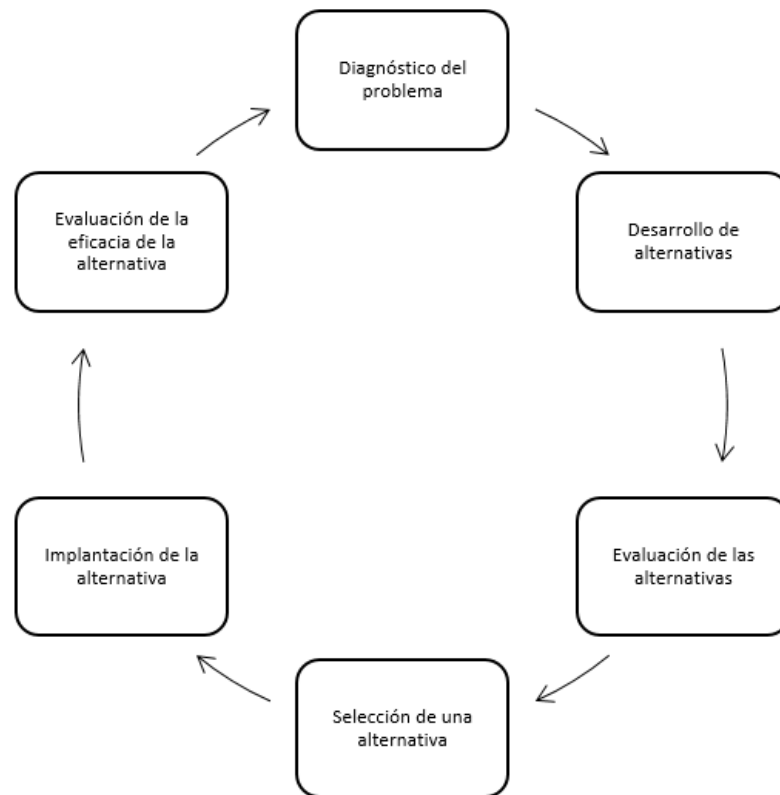 Diagnóstico del
problema
Desarrollo de
alternativas
Evaluación de las
alternativas
Selección de una
alternativa
Implantación de la
alternativa
Evaluación de la
eficacia de la
alternativa